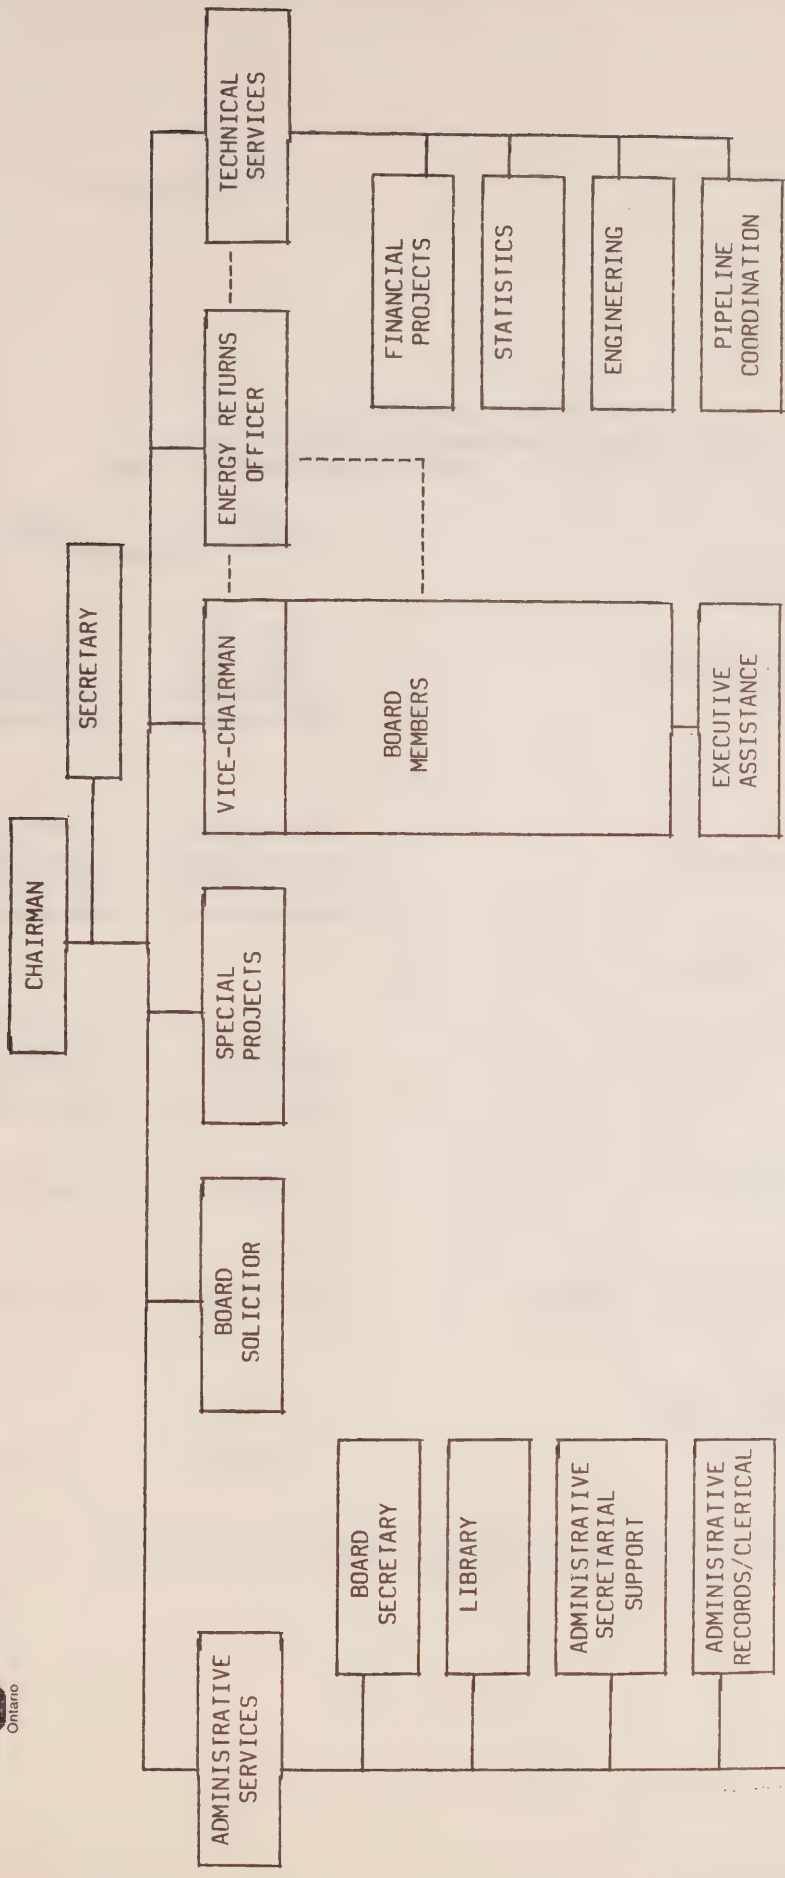 Ontario
CHAIRMAN
SECRETARY
ADMINISTRATIVE
SERVICES
BOARD
SOLICITOR
SPECIAL
PROJECTS
VICE-CHAIRMAN
ENERGY RETURNS
OFFICER
TECHNICAL
SERVICES
BOARD
MEMBERS
EXECUTIVE
ASSISTANCE
BOARD
SECRETARY
LIBRARY
ADMINISTRATIVE
SECRETARIAL
SUPPORT
ADMINISTRATIVE
RECORDS/CLERICAL
FINANCIAL
PROJECTS
STATISTICS
ENGINEERING
PIPELINE
COORDINATION